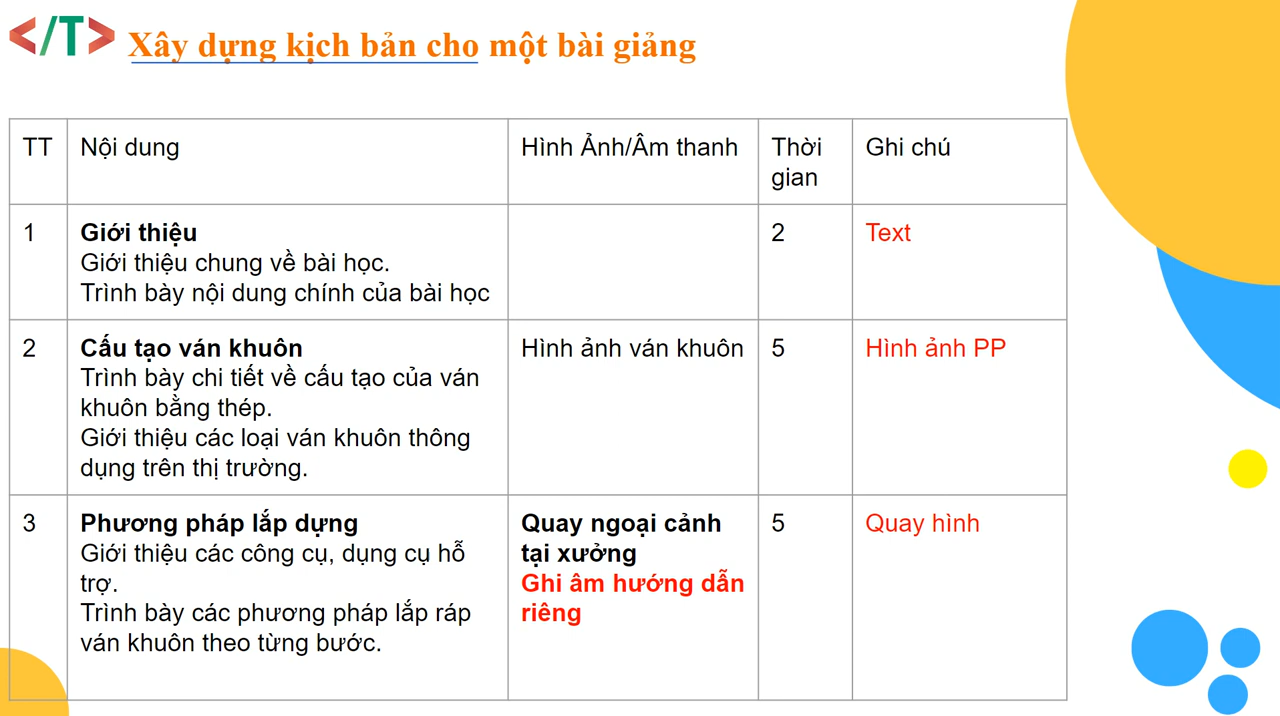 </T>
Xây dựng kịch bản cho một bài giảng
TT
Nội dung
Hình Ảnh/Âm thanh
Thời
gian
Ghi chú
1
Giới thiệu
Giới thiệu chung về bài học.
Trình bày nội dung chính của bài học
2
Text
2
Cấu tạo ván khuôn
Trình bày chi tiết về cấu tạo của ván
khuôn bằng thép.
Giới thiệu các loại ván khuôn thông
dụng trên thị trường.
Hình ảnh ván khuôn
5
Hình ảnh PP
3
Phương pháp lắp dựng
Giới thiệu các công cụ, dụng cụ hỗ
trợ.
Trình bày các phương pháp lắp ráp
ván khuôn theo từng bước.
Quay ngoại cảnh
tại xưởng
Ghi âm hướng dẫn
riêng
5
Quay hình